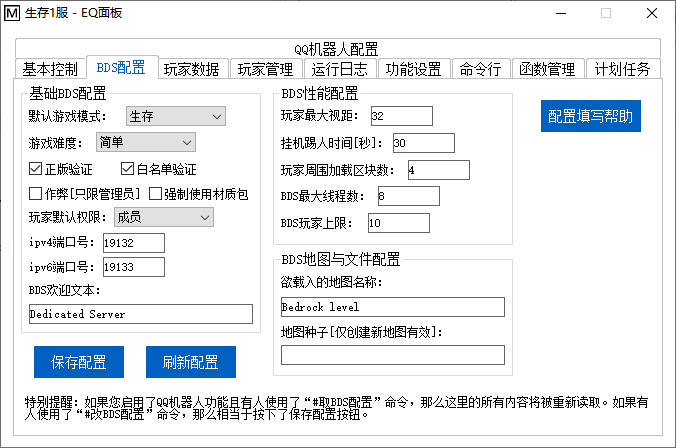 生存1服 - EQ面板
QQ机器人配置
基本控制 BDS配置 玩家数据 玩家管理 运行日志 功能设置 命令行 函数管理 计划任务
基础BDS配置
默认游戏模式： 生存
游戏难度： 简单
正版验证 白名单验证
作弊[只限管理员] 强制使用材质包
玩家默认权限： 成员
ipv4端口号： 19132
ipv6端口号： 19133
BDS欢迎文本：
Dedicated Server
保存配置 刷新配置
BDS性能配置
玩家最大视距： 32
挂机踢人时间[秒]： 30
玩家周围加载区块数： 4
BDS最大线程数： 8
BDS玩家上限： 10
BDS地图与文件配置
欲载入的地图名称：
Bedrock level
地图种子[仅创建新地图有效]：
配置填写帮助
特别提醒：如果您启用了QQ机器人功能且有人使用了“#取BDS配置”命令，那么这里的所有内容将被重新读取。如果有
人使用了“#改BDS配置”命令，那么相当于按下了保存配置按钮。